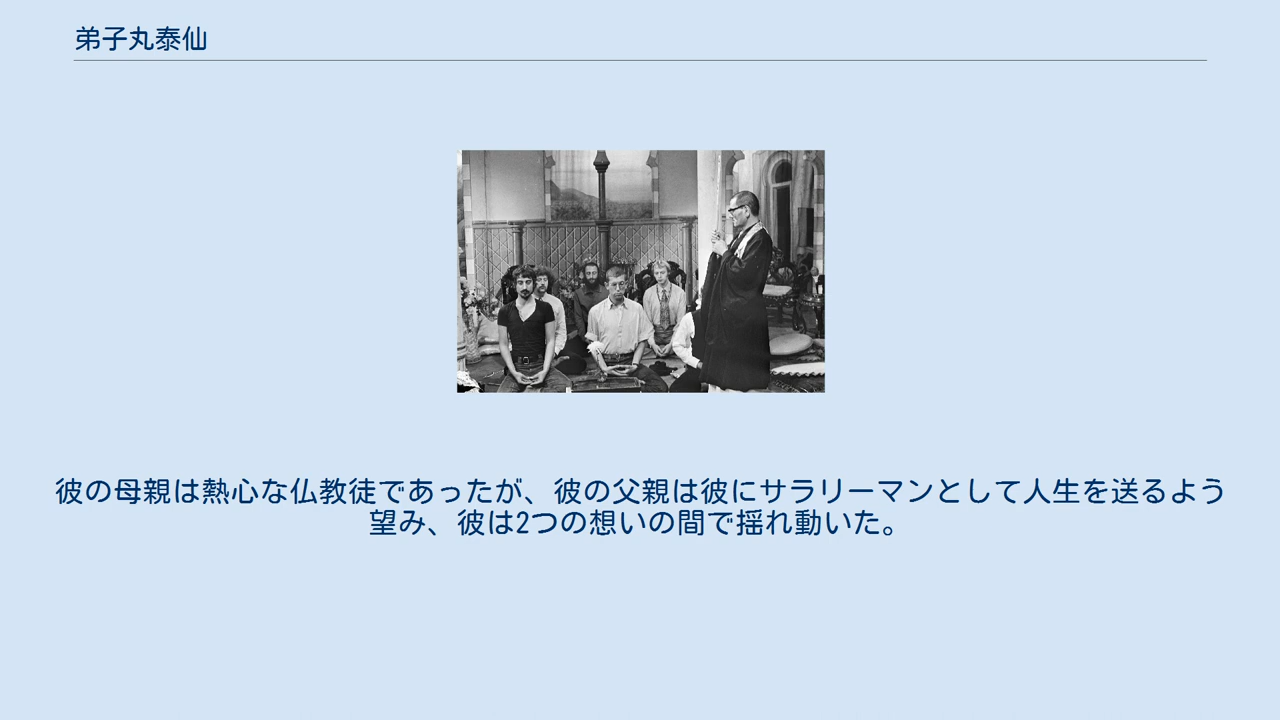 弟子丸泰仙
彼の母親は熱心な仏教徒であったが、彼の父親は彼にサラリーマンとして人生を送るよう
望み、彼は2つの想いの間で揺れ動いた。